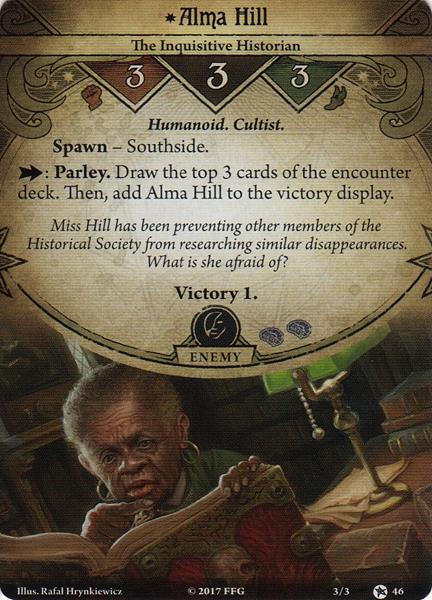 Alma Hill
The Inquisitive Historian
3 3 3
Humanoid. Cultist.
Spawn – Southside.
: Parley. Draw the top 3 cards of the encounter
deck. Then, add Alma Hill to the victory display.
Miss Hill has been preventing other members of the
Historical Society from researching similar disappearances.
What is she afraid of?
Victory 1.
ENEMY
Illus. Rafal Hrynkiewicz © 2017 FFG 3/3 46